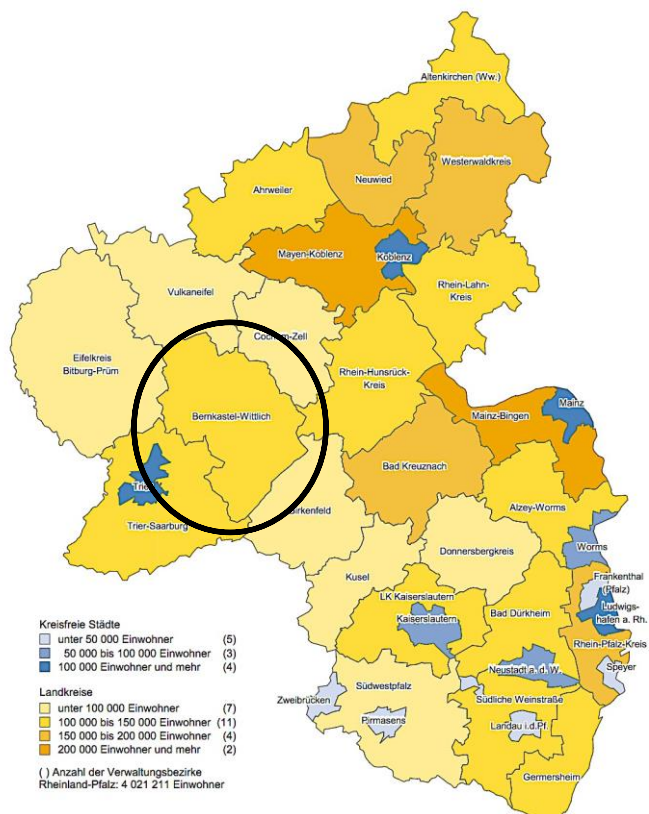 Altenkirchen (Ww.)
Westerwaldkreis
Neuwied
Ahrweiler
Mayen-Koblenz
Koblenz
Rhein-Lahn-
Kreis
Vulkaneifel
Cochem-Zell
Eifelkreis
Bitburg-Prüm
Rhein-Hunsrück-
Kreis
Bernkastel-Wittlich
Mainz-Bingen
Mainz
Bad Kreuznach
Trier
Trier-Saarburg
Birkenfeld
Alzey-Worms
Worms
Donnersbergkreis
Kusel
Frankenthal
(Pfalz)
LK Kaiserslautern
Kaiserslautern
Bad Dürkheim
Ludwigs-
hafen a. Rh.
Rhein-Pfalz-Kreis
Speyer
Neustadt a. d. W.
Zweibrücken
Südwestpfalz
Pirmasens
Südliche Weinstraße
Landau i.d.Pf.
Germersheim
Kreisfreie Städte
unter 50 000 Einwohner (5)
50 000 bis 100 000 Einwohner (3)
100 000 Einwohner und mehr (4)
Landkreise
unter 100 000 Einwohner (7)
100 000 bis 150 000 Einwohner (11)
150 000 bis 200 000 Einwohner (4)
200 000 Einwohner und mehr (2)
( ) Anzahl der Verwaltungsbezirke
Rheinland-Pfalz: 4 021 211 Einwohner